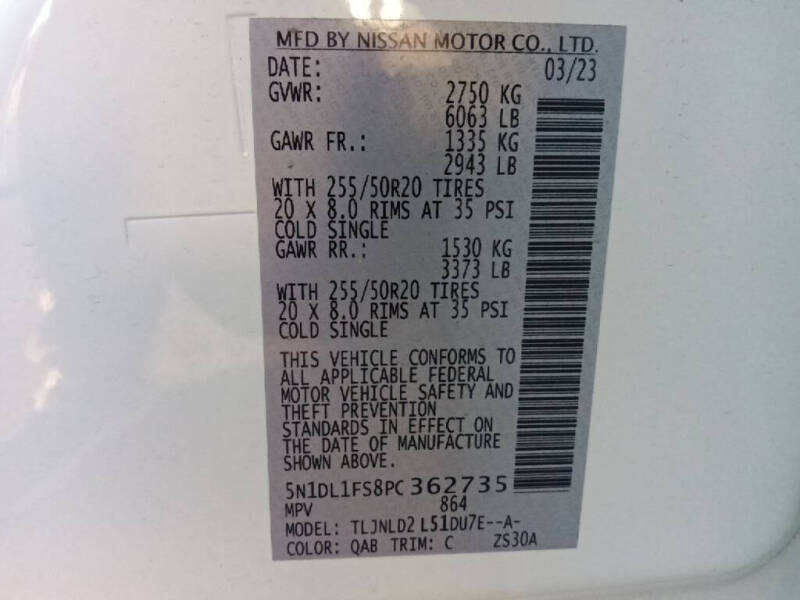 MFD BY NISSAN MOTOR CO., LTD.
DATE: 03/23
GVWR: 2750 KG
6063 LB
GAWR FR.: 1335 KG
2943 LB
WITH 255/50R20 TIRES
20 X 8.0 RIMS AT 35 PSI
COLD SINGLE
GAWR RR.: 1530 KG
3373 LB
WITH 255/50R20 TIRES
20 X 8.0 RIMS AT 35 PSI
COLD SINGLE
THIS VEHICLE CONFORMS TO
ALL APPLICABLE FEDERAL
MOTOR VEHICLE SAFETY AND
THEFT PREVENTION
STANDARDS IN EFFECT ON
THE DATE OF MANUFACTURE
SHOWN ABOVE.
5N1DL1FS8PC362735
MPV 864
MODEL: TLJNLD2 L51DU7E--A-
COLOR: QAB TRIM: C ZS30A